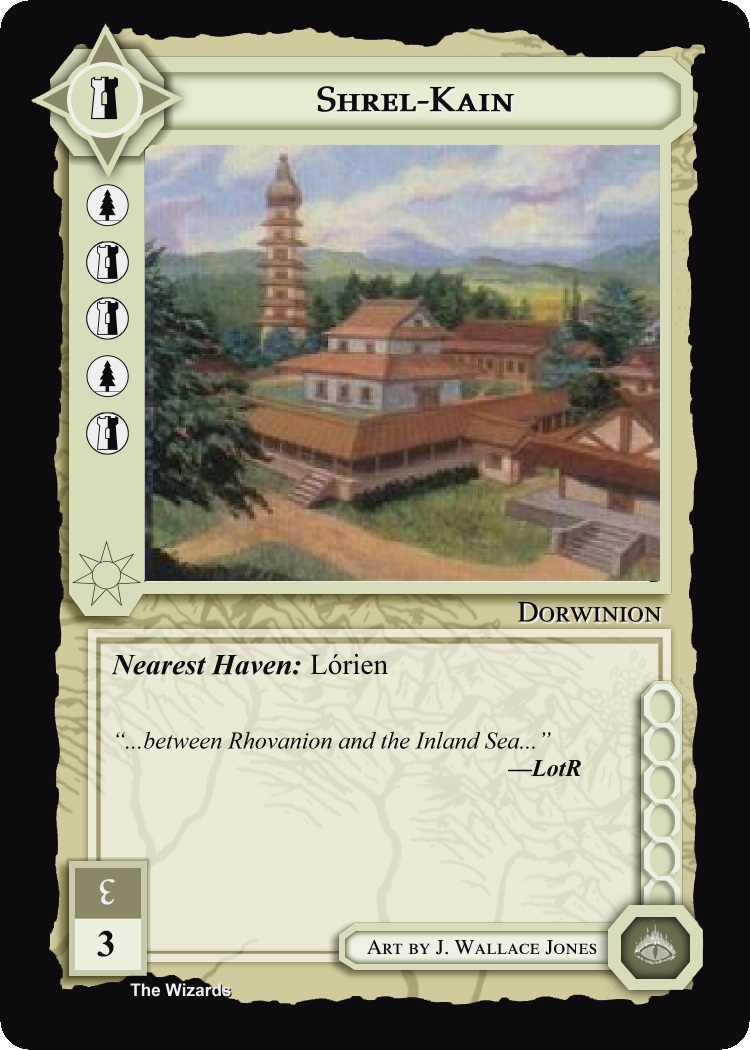 Shrel-Kain
Dorwinion
Nearest Haven: Lórien
“...between Rhovanion and the Inland Sea...”
—LotR
3
Art by J. Wallace Jones
The Wizards